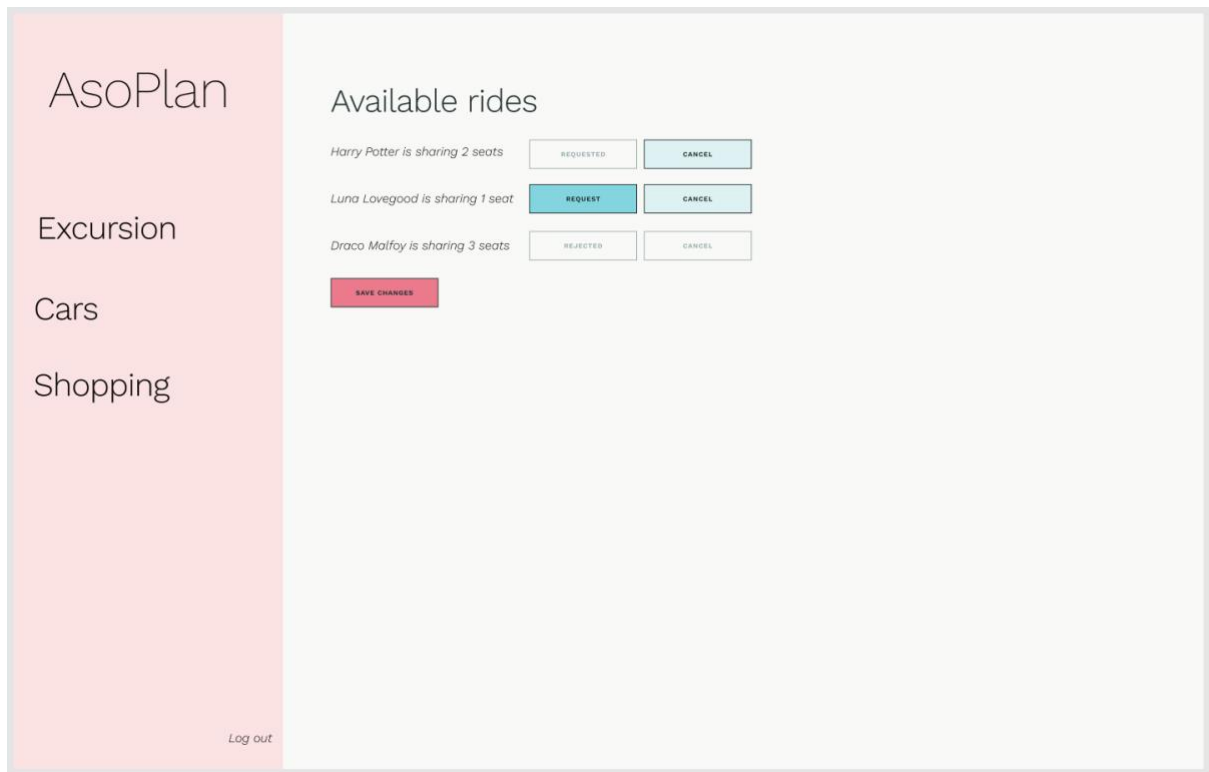 AsoPlan
Excursion
Cars
Shopping
Log out
Available rides
Harry Potter is sharing 2 seats REQUESTED CANCEL
Luna Lovegood is sharing 1 seat REQUEST CANCEL
Draco Malfoy is sharing 3 seats REJECTED CANCEL
SAVE CHANGES